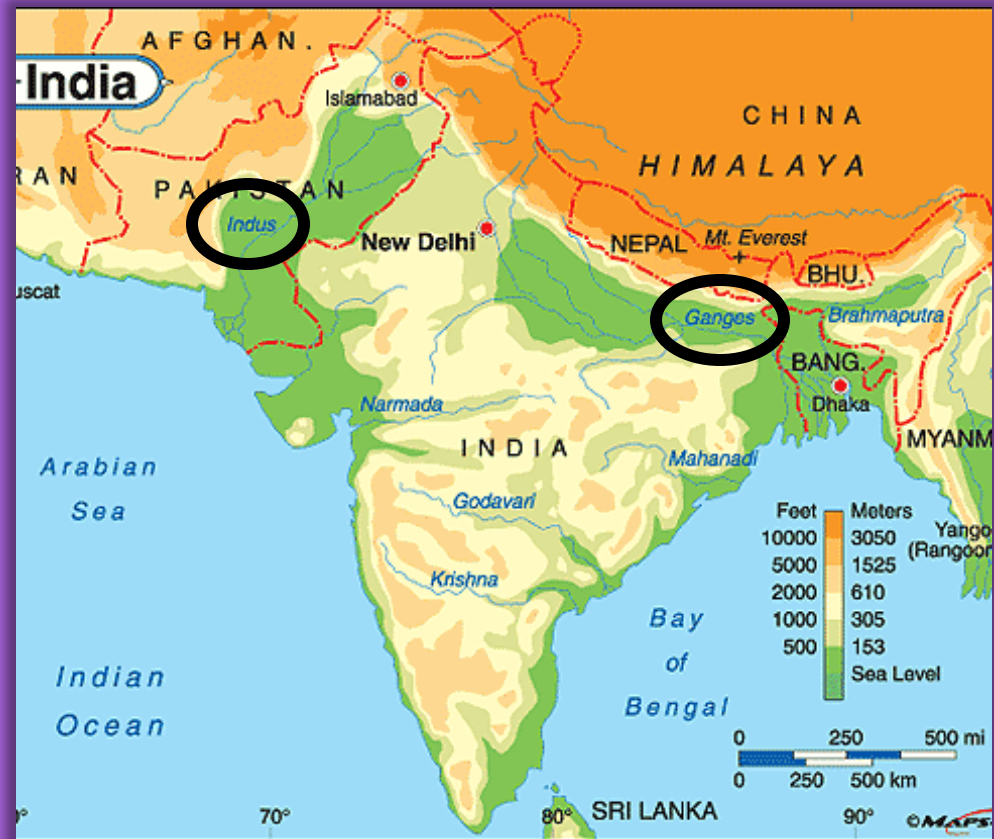 India
AFGHAN.
Islamabad
CHINA
HIMALAYA
RAN
PAKISTAN
Indus
New Delhi
NEPAL
Mt. Everest
+
BHU.
uscat
Ganges
Brahmaputra
BANG.
Dhaka
Narmada
INDIA
MYANM
Arabian
Sea
Mahanadi
Godavari
Krishna
Feet Meters
10000 3050
5000 1525
2000 610
1000 305
500 153
Sea Level
Yango
(Rangoon
Bay
of
Bengal
Indian
Ocean
0 250 500 mi
0 250 500 km
70°
80°
SRI LANKA
90°
©MAPS